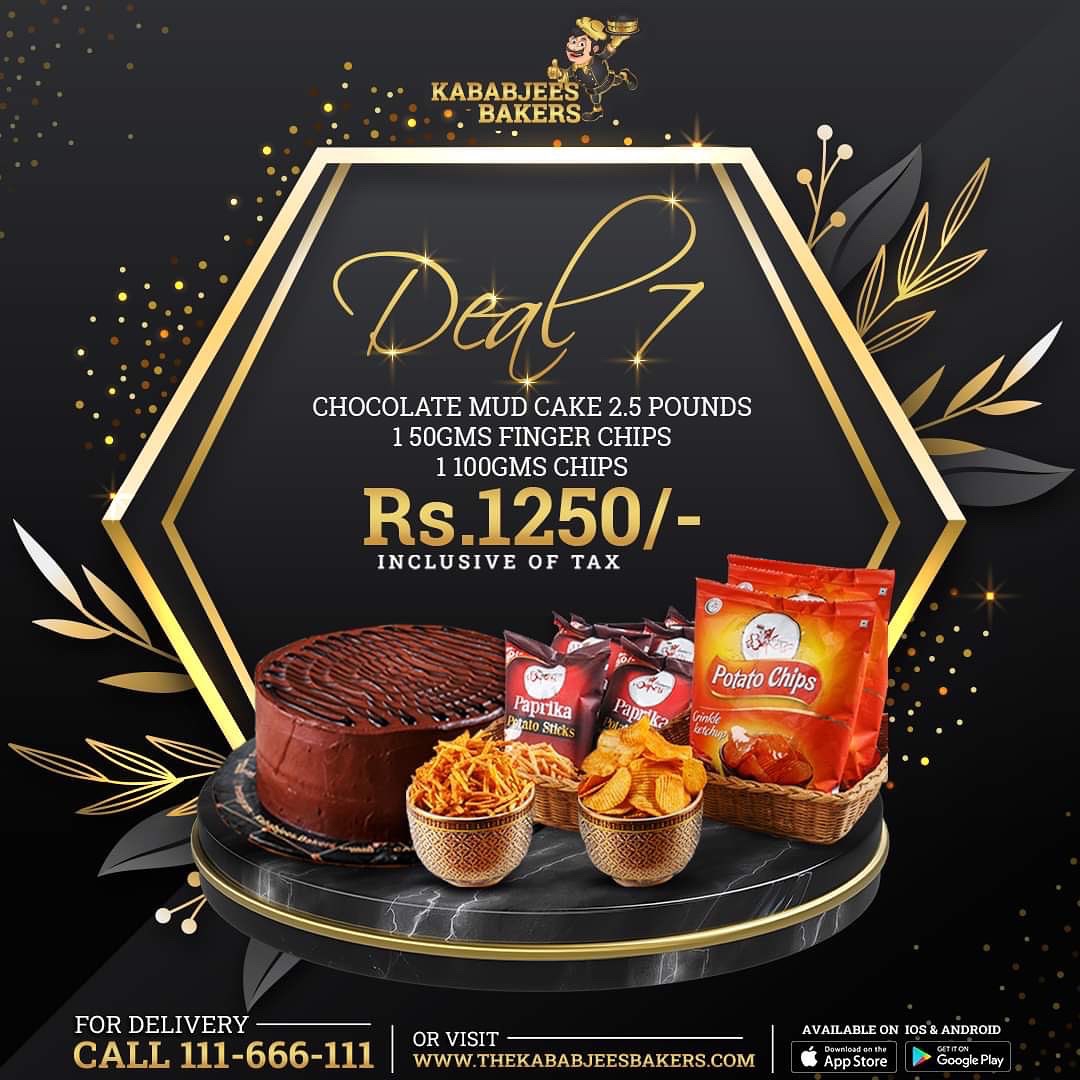 KABABJEES
BAKERS
Deal 7
CHOCOLATE MUD CAKE 2.5 POUNDS
1 50GMS FINGER CHIPS
1 100GMS CHIPS
Rs.1250/-
INCLUSIVE OF TAX
Paprika
Potato Sticks
Paprika
Potato Chips
Crinkle
ketchup
Kababjees Bakers
FOR DELIVERY
CALL 111-666-111
OR VISIT
WWW.THEKABABJEESBAKERS.COM
AVAILABLE ON IOS & ANDROID
Download on the
App Store
GET IT ON
Google Play